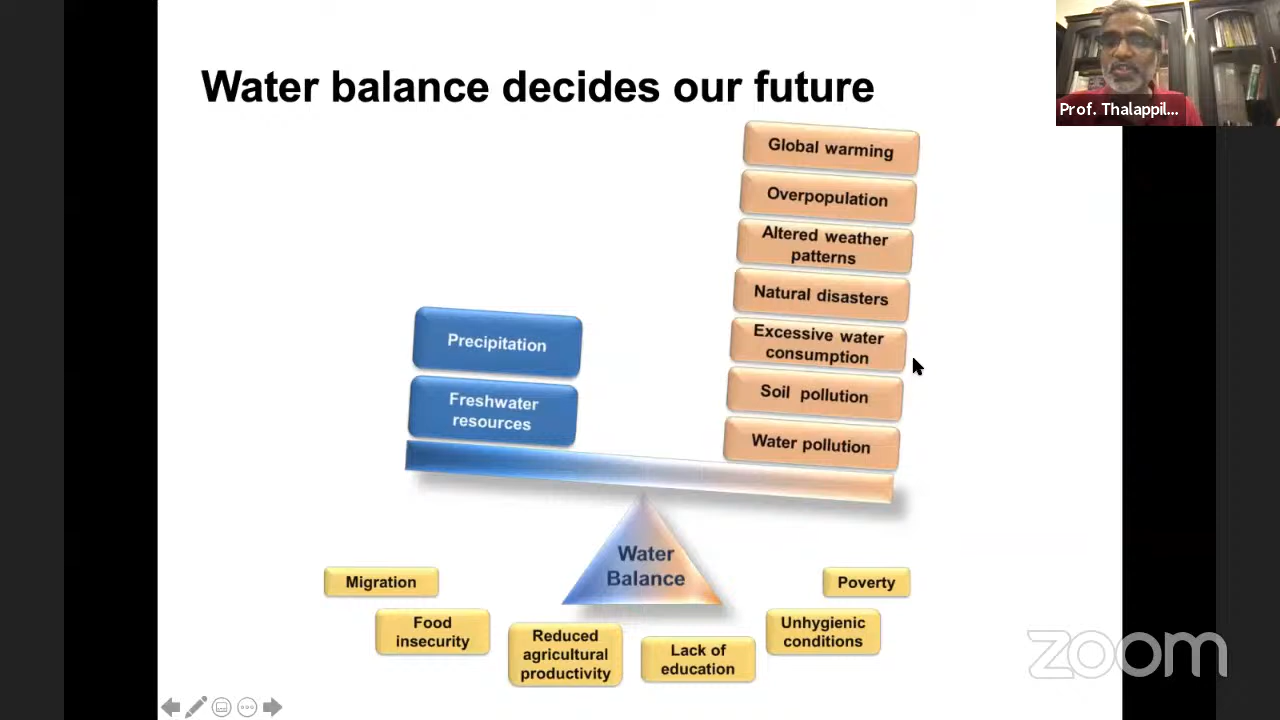 Water balance decides our future
Prof. Thalappil...
Global warming
Overpopulation
Altered weather
patterns
Natural disasters
Excessive water
consumption
Soil pollution
Water pollution
Precipitation
Freshwater
resources
Water
Balance
Migration
Food
insecurity
Reduced
agricultural
productivity
Lack of
education
Unhygienic
conditions
Poverty
zoom